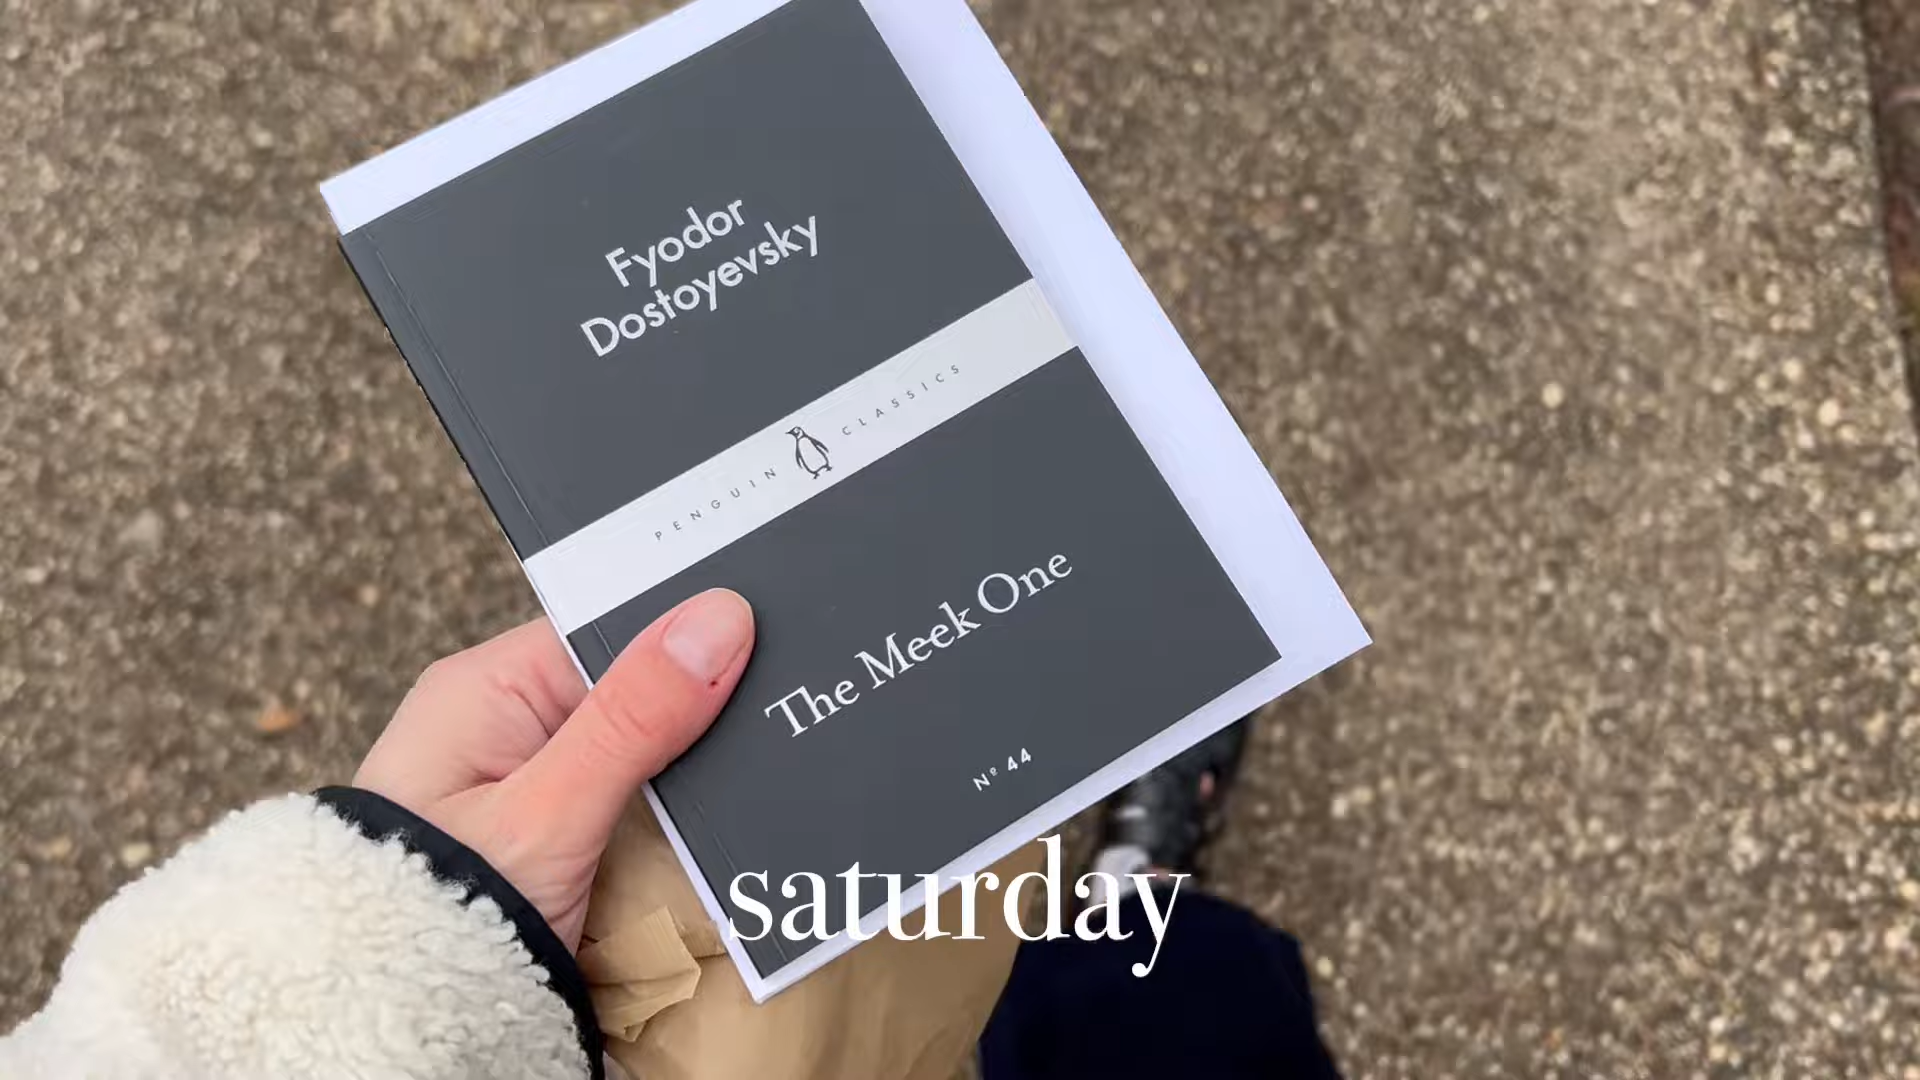 Fyodor
Dostoyevsky
PENGUIN CLASSICS
The Meek One
Nº 44
saturday